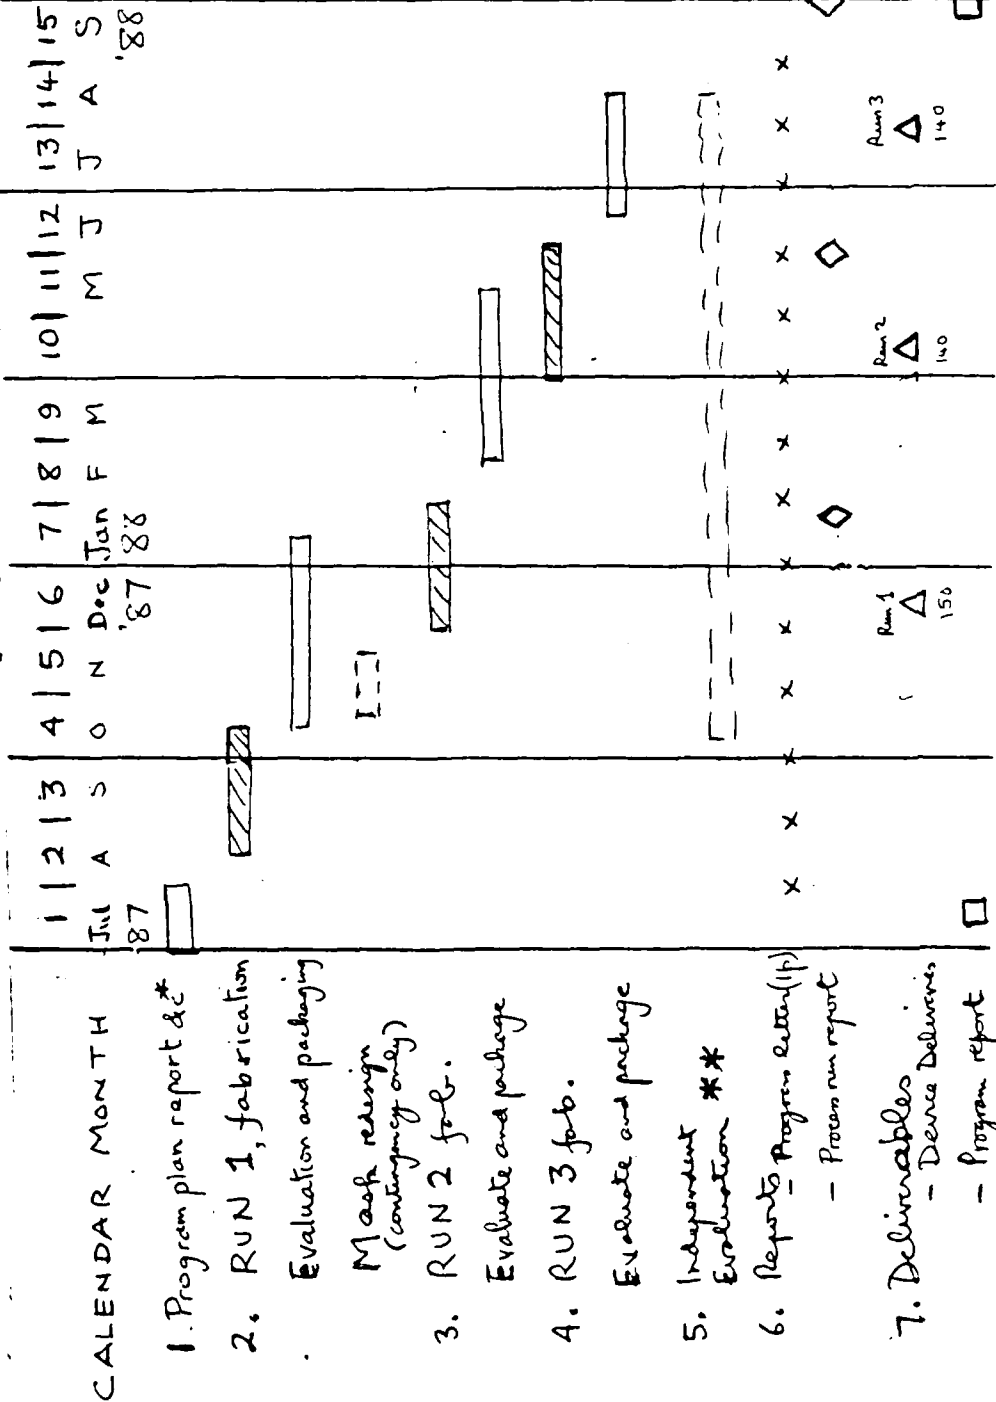 1 | 2 | 3 4 | 5 | 6 7 | 8 | 9 10 | 11 | 12 13 | 14 | 15
CALENDAR MONTH Jul A S O N Dec Jan F M M J J A S
87 '87 88 '88
1. Program plan report &c*
2. RUN 1, fabrication
Evaluation and packaging
Mask redesign
(contingency only)
3. RUN 2 fab.
Evaluate and package
4. RUN 3 fab.
Evaluate and package
5. Independent
Evaluation **
6. Reports - Progress letter (1p) x x x x x x x x x x x x x x
- Process run report
7. Deliverables
Run 1 Run 2 Run 3
- Device Deliveries
150 140 140
- Program report